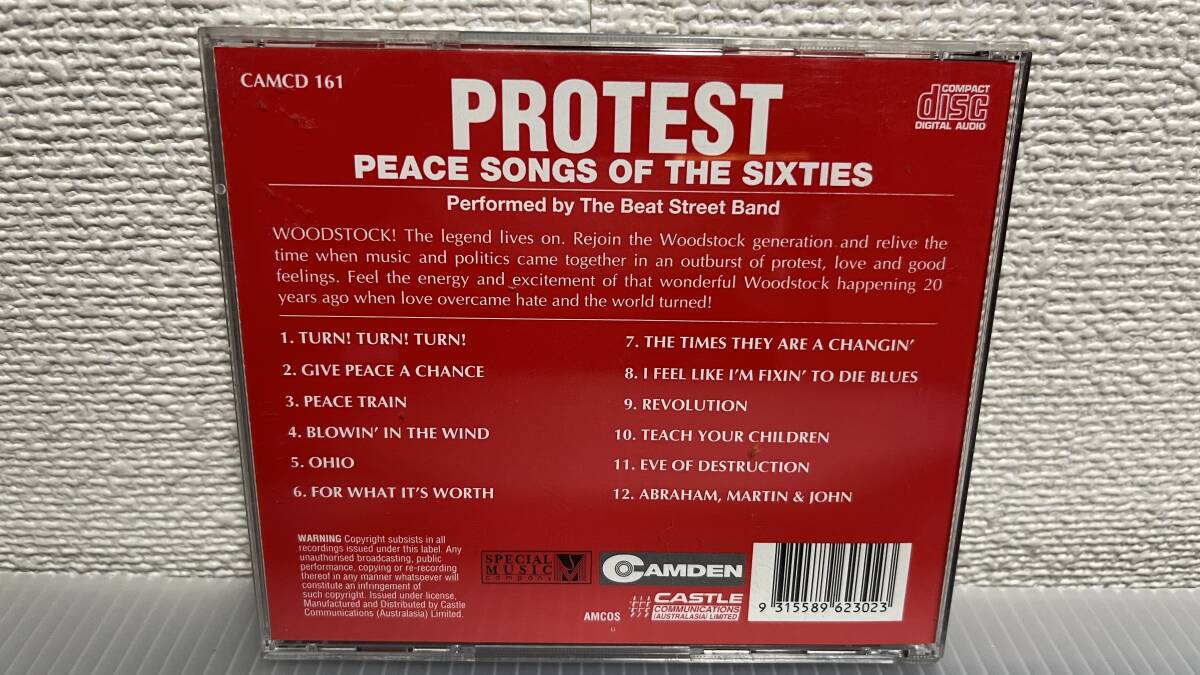 CAMCD 161
PROTEST
COMPACT
disc
DIGITAL AUDIO
PEACE SONGS OF THE SIXTIES
Performed by The Beat Street Band
WOODSTOCK! The legend lives on. Rejoin the Woodstock generation and relive the
time when music and politics came together in an outburst of protest, love and good
feelings. Feel the energy and excitement of that wonderful Woodstock happening 20
years ago when love overcame hate and the world turned!
1. TURN! TURN! TURN!
2. GIVE PEACE A CHANCE
3. PEACE TRAIN
4. BLOWIN' IN THE WIND
5. OHIO
6. FOR WHAT IT'S WORTH
7. THE TIMES THEY ARE A CHANGIN'
8. I FEEL LIKE I'M FIXIN' TO DIE BLUES
9. REVOLUTION
10. TEACH YOUR CHILDREN
11. EVE OF DESTRUCTION
12. ABRAHAM, MARTIN & JOHN
WARNING Copyright subsists in all
recordings issued under this label. Any
unauthorised broadcasting, public
performance, copying or re-recording
thereof in any manner whatsoever will
constitute an infringement of
such copyright. Issued under license,
Manufactured and Distributed by Castle
Communications (Australasia) Limited.
SPECIAL
MUSIC
company
CAMDEN
AMCOS
CASTLE
COMMUNICATIONS
(AUSTRALASIA) LIMITED
9 315589 623023